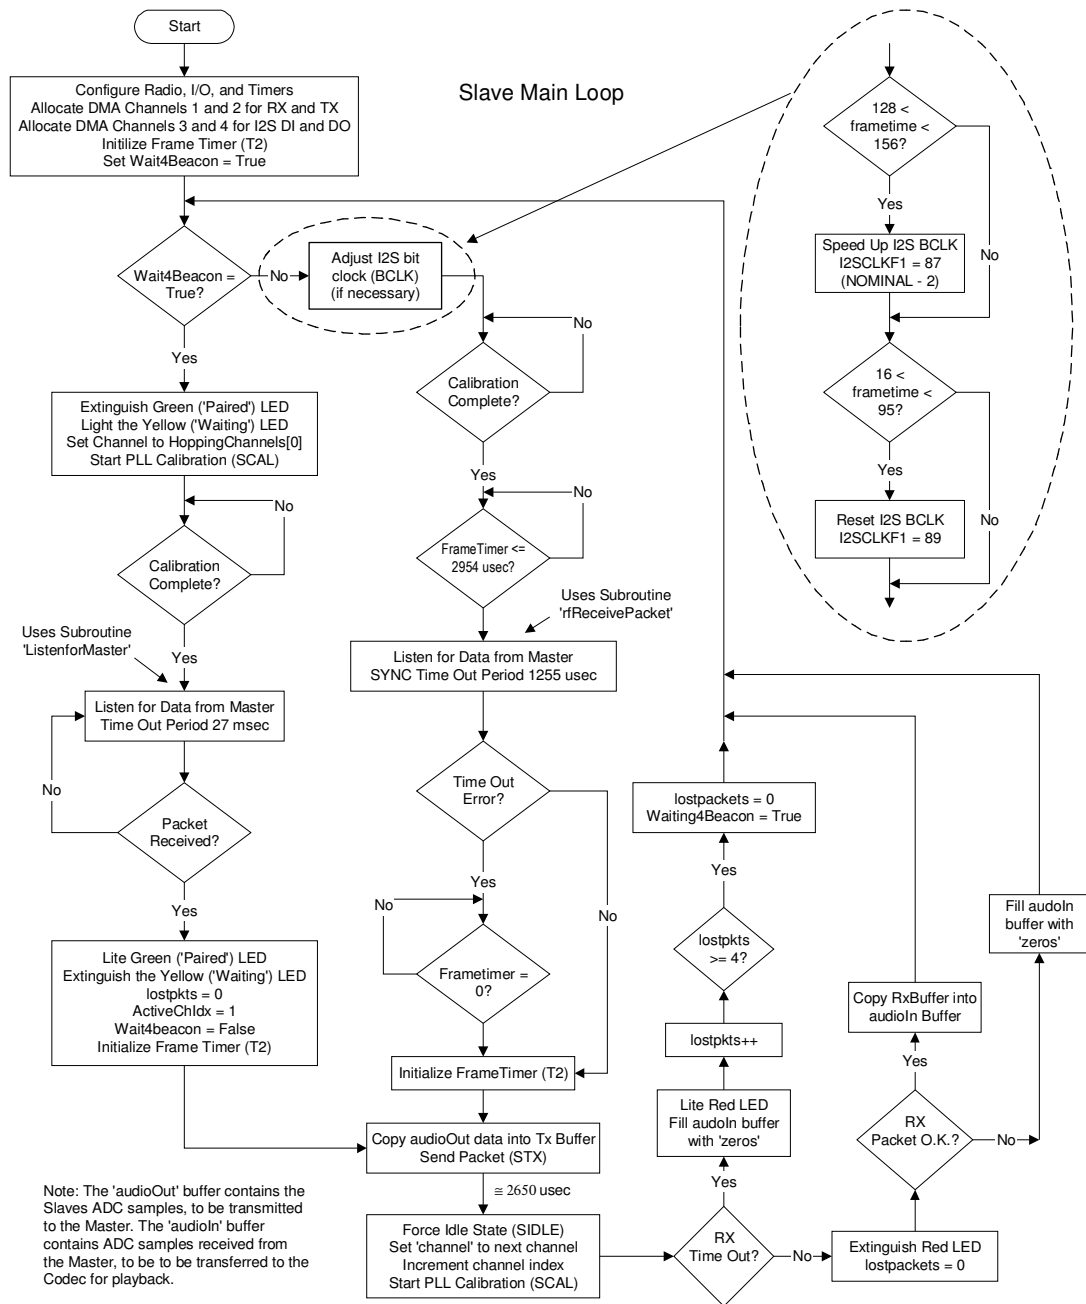 Start
Configure Radio, I/O, and Timers
Allocate DMA Channels 1 and 2 for RX and TX
Allocate DMA Channels 3 and 4 for I2S DI and DO
Initilize Frame Timer (T2)
Set Wait4Beacon = True
Slave Main Loop
Wait4Beacon =
True?
No
Adjust I2S bit
clock (BCLK)
(if necessary)
Yes
Extinguish Green ('Paired') LED
Light the Yellow ('Waiting') LED
Set Channel to HoppingChannels[0]
Start PLL Calibration (SCAL)
No
Calibration
Complete?
Yes
Uses Subroutine
'ListenforMaster'
Listen for Data from Master
Time Out Period 27 msec
No
Packet
Received?
Yes
Lite Green ('Paired') LED
Extinguish the Yellow ('Waiting') LED
lostpkts = 0
ActiveChIdx = 1
Wait4beacon = False
Initialize Frame Timer (T2)
No
Calibration
Complete?
Yes
No
FrameTimer <=
2954 usec?
Uses Subroutine
'rfReceivePacket'
Listen for Data from Master
SYNC Time Out Period 1255 usec
Time Out
Error?
Yes
No
No
Frametimer =
0?
Initialize FrameTimer (T2)
Copy audioOut data into Tx Buffer
Send Packet (STX)
≅ 2650 usec
Force Idle State (SIDLE)
Set 'channel' to next channel
Increment channel index
Start PLL Calibration (SCAL)
RX
Time Out?
Yes
No
Lite Red LED
Fill audoIn buffer
with 'zeros'
lostpkts++
lostpkts
>= 4?
Yes
lostpackets = 0
Waiting4Beacon = True
Extinguish Red LED
lostpackets = 0
RX
Packet O.K.?
Yes
No
Copy RxBuffer into
audioIn Buffer
Fill audoIn
buffer with
'zeros'
128 <
frametime <
156?
Yes
No
Speed Up I2S BCLK
I2SCLKF1 = 87
(NOMINAL - 2)
16 <
frametime <
95?
Yes
No
Reset I2S BCLK
I2SCLKF1 = 89
Note: The 'audioOut' buffer contains the
Slaves ADC samples, to be transmitted
to the Master. The 'audioIn' buffer
contains ADC samples received from
the Master, to be to be transferred to the
Codec for playback.